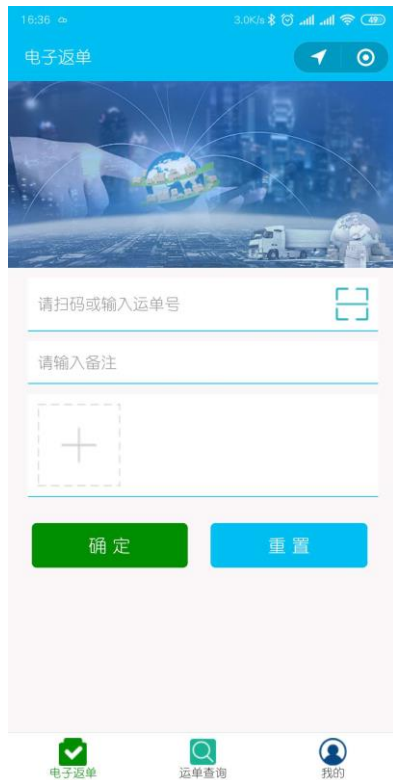 16:36
3.0K/s
49
电子返单
请扫码或输入运单号
请输入备注
确 定
重 置
电子返单
运单查询
我的